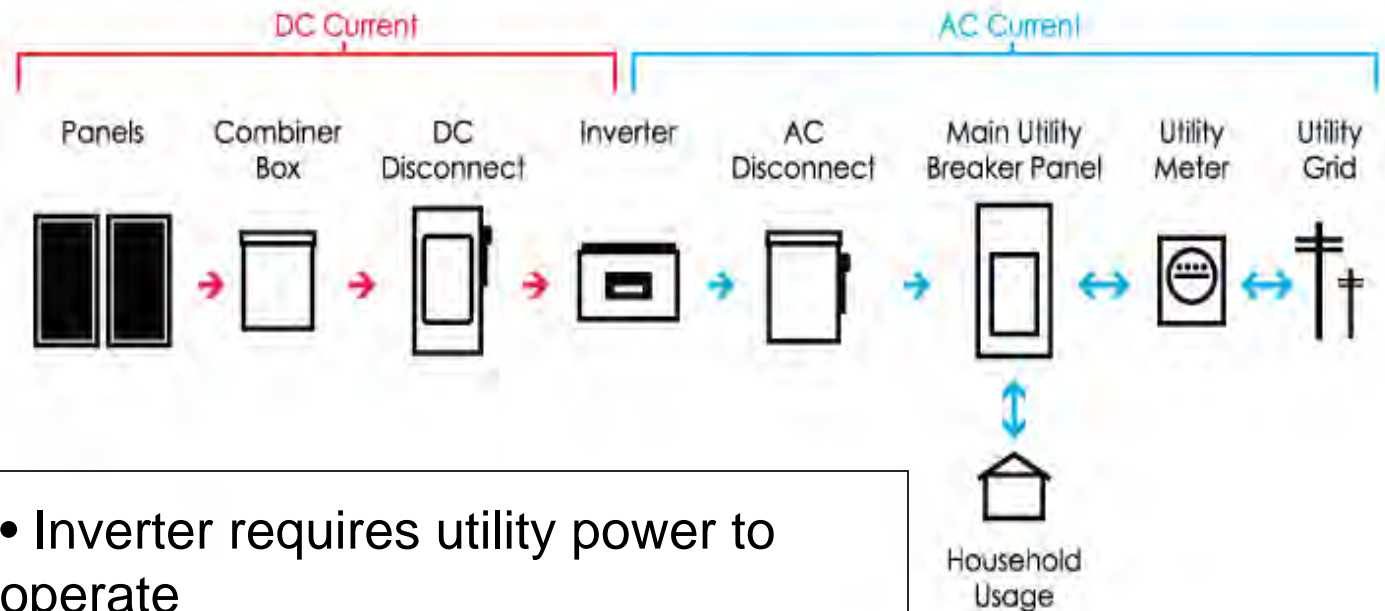 DC Current
AC Current
Panels
Combiner
Box
DC
Disconnect
Inverter
AC
Disconnect
Main Utility
Breaker Panel
Utility
Meter
Utility
Grid
Household
Usage
• Inverter requires utility power to
operate